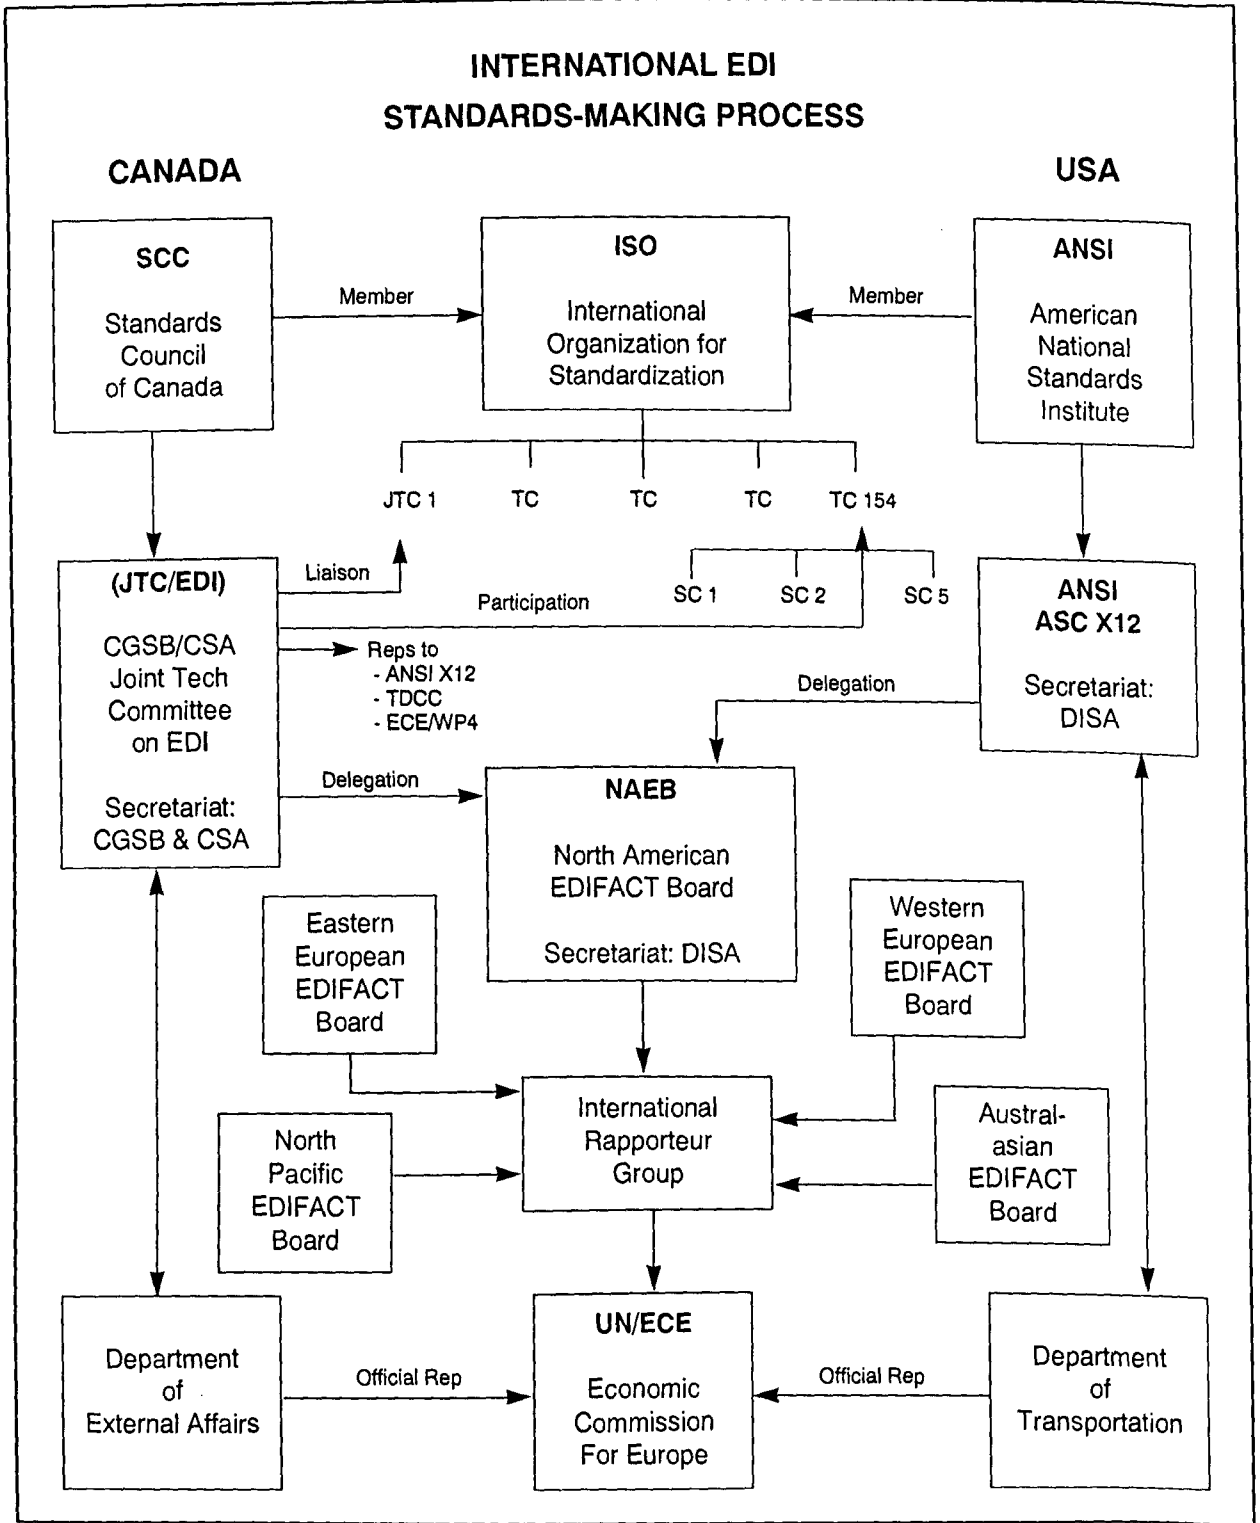 INTERNATIONAL EDI
STANDARDS-MAKING PROCESS
CANADA
USA
SCC
Standards
Council
of Canada
Member
ISO
International
Organization for
Standardization
Member
ANSI
American
National
Standards
Institute
JTC 1
TC
TC
TC
TC 154
SC 1
SC 2
SC 5
(JTC/EDI)
CGSB/CSA
Joint Tech
Committee
on EDI
Secretariat:
CGSB & CSA
Liaison
Participation
Reps to
- ANSI X12
- TDCC
- ECE/WP4
Delegation
Delegation
ANSI
ASC X12
Secretariat:
DISA
NAEB
North American
EDIFACT Board
Secretariat: DISA
Eastern
European
EDIFACT
Board
Western
European
EDIFACT
Board
North
Pacific
EDIFACT
Board
International
Rapporteur
Group
Austral-
asian
EDIFACT
Board
Department
of
External Affairs
Official Rep
UN/ECE
Economic
Commission
For Europe
Official Rep
Department
of
Transportation